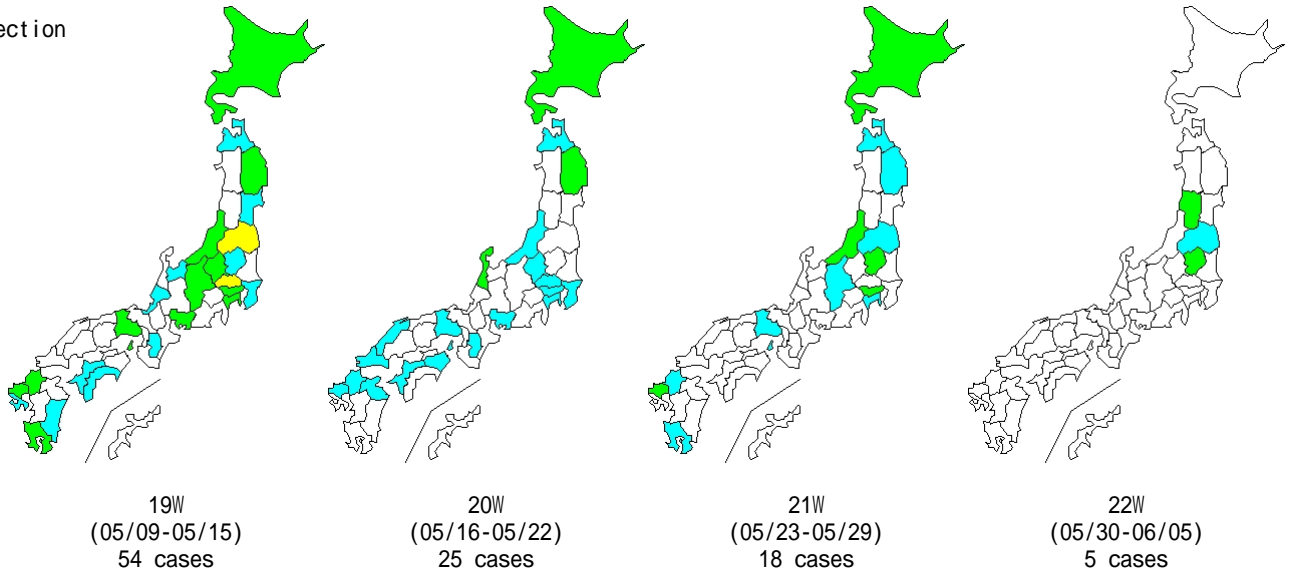 ection
19W
(05/09-05/15)
54 cases
20W
(05/16-05/22)
25 cases
21W
(05/23-05/29)
18 cases
22W
(05/30-06/05)
5 cases